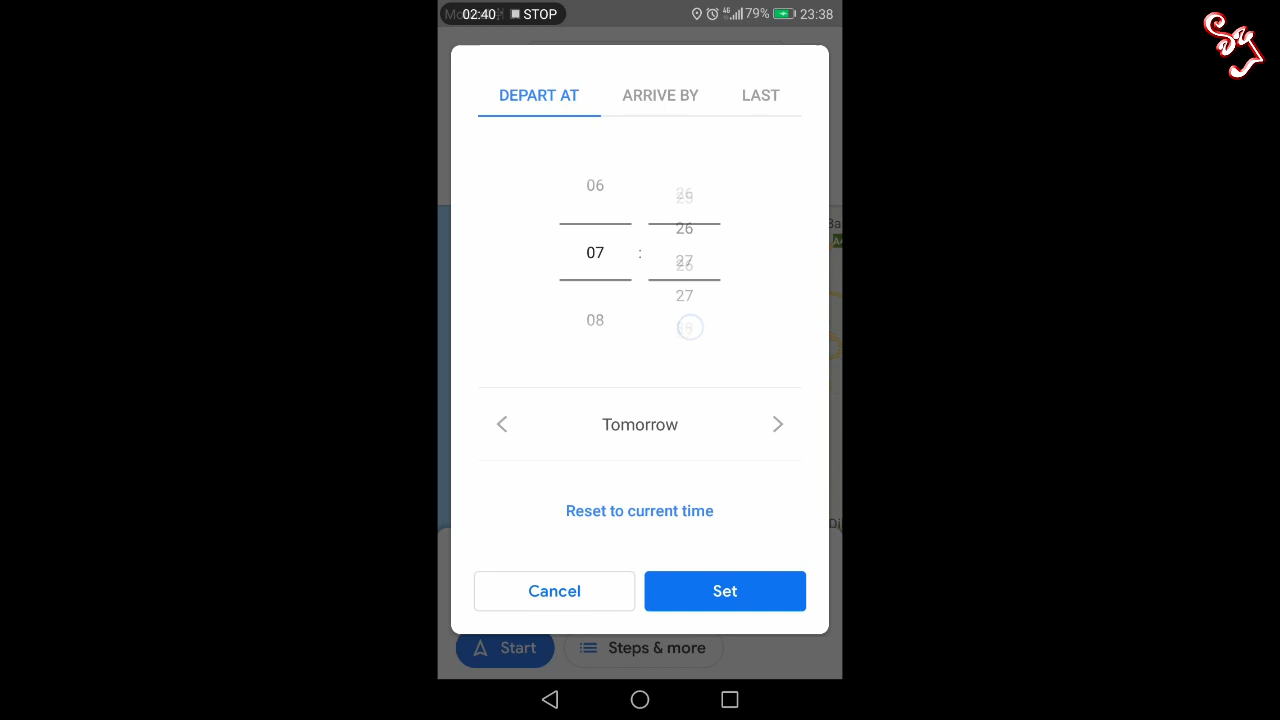 02:40 STOP 79% 23:38
DEPART AT ARRIVE BY LAST
06
26
07 : 27
27
08
Tomorrow
Reset to current time
Cancel Set
Start Steps & more